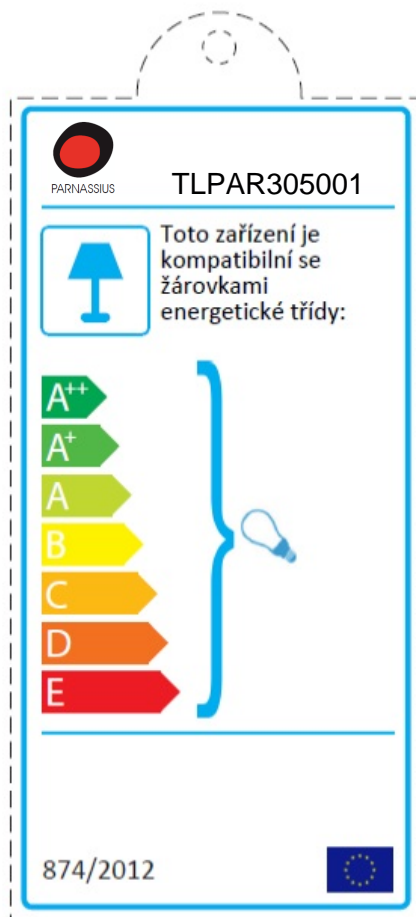 PARNASSIUS
TLPAR305001
Toto zařízení je
kompatibilní se
žárovkami
energetické třídy:
A++
A+
A
B
C
D
E
874/2012